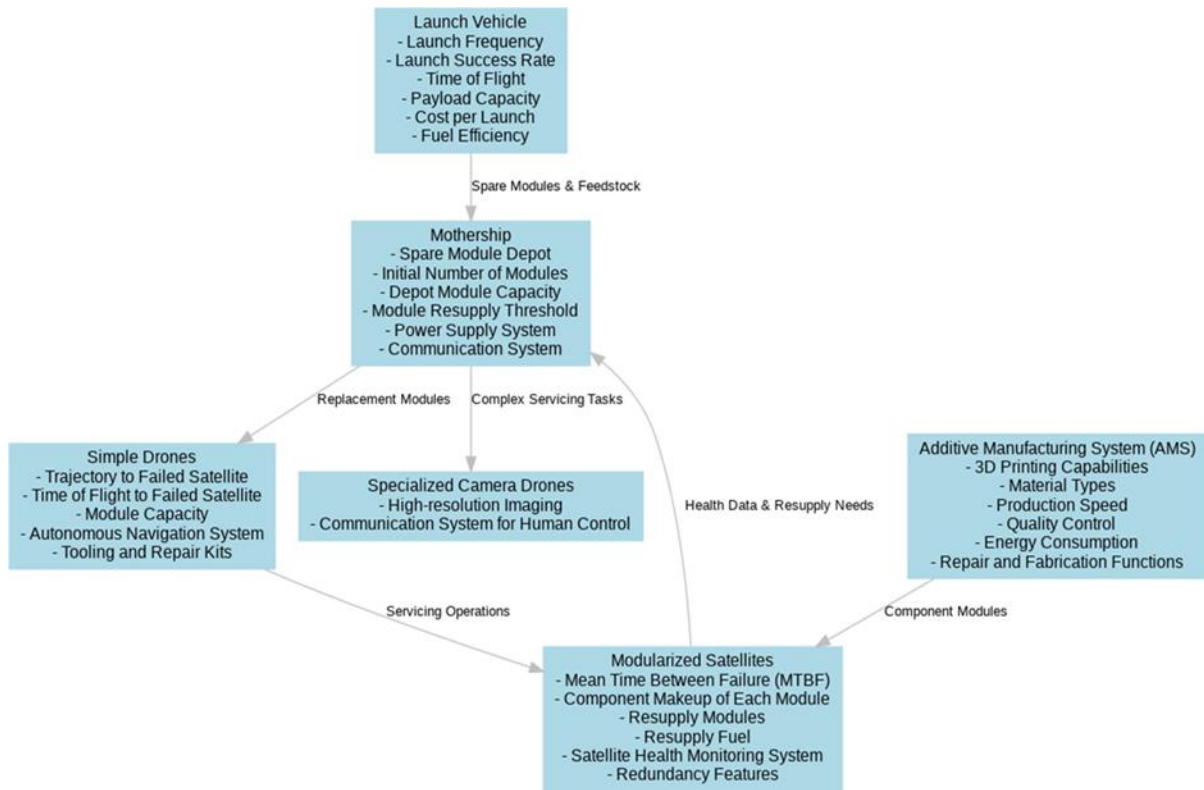 Launch Vehicle
- Launch Frequency
- Launch Success Rate
- Time of Flight
- Payload Capacity
- Cost per Launch
- Fuel Efficiency
Spare Modules & Feedstock
Mothership
- Spare Module Depot
- Initial Number of Modules
- Depot Module Capacity
- Module Resupply Threshold
- Power Supply System
- Communication System
Replacement Modules
Complex Servicing Tasks
Simple Drones
- Trajectory to Failed Satellite
- Time of Flight to Failed Satellite
- Module Capacity
- Autonomous Navigation System
- Tooling and Repair Kits
Specialized Camera Drones
- High-resolution Imaging
- Communication System for Human Control
Health Data & Resupply Needs
Additive Manufacturing System (AMS)
- 3D Printing Capabilities
- Material Types
- Production Speed
- Quality Control
- Energy Consumption
- Repair and Fabrication Functions
Servicing Operations
Component Modules
Modularized Satellites
- Mean Time Between Failure (MTBF)
- Component Makeup of Each Module
- Resupply Modules
- Resupply Fuel
- Satellite Health Monitoring System
- Redundancy Features